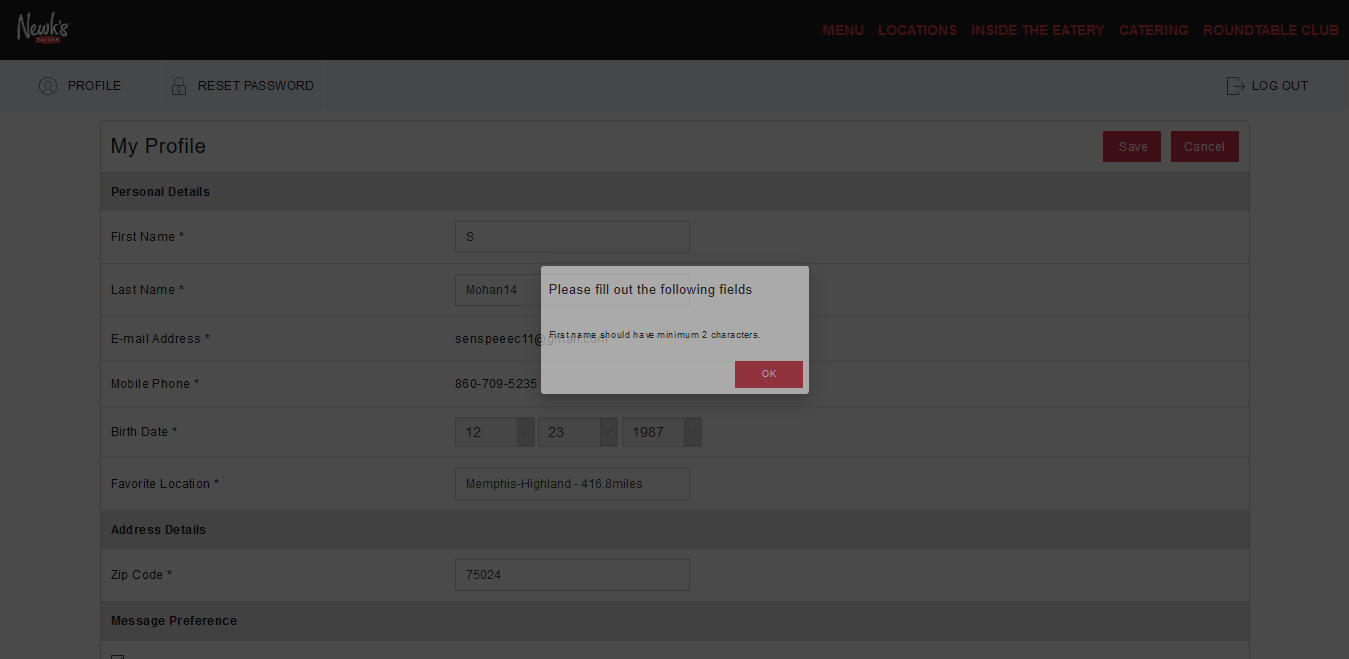 Newk's
EATERY
MENU LOCATIONS INSIDE THE EATERY CATERING ROUNDTABLE CLUB
PROFILE RESET PASSWORD LOG OUT
My Profile Save Cancel
Personal Details
First Name * S
Last Name * Mohan14
Please fill out the following fields
E-mail Address * senspeeec11@gmail.com
First name should have minimum 2 characters.
OK
Mobile Phone * 860-709-5235
Birth Date * 12 23 1987
Favorite Location * Memphis-Highland - 416.8miles
Address Details
Zip Code * 75024
Message Preference